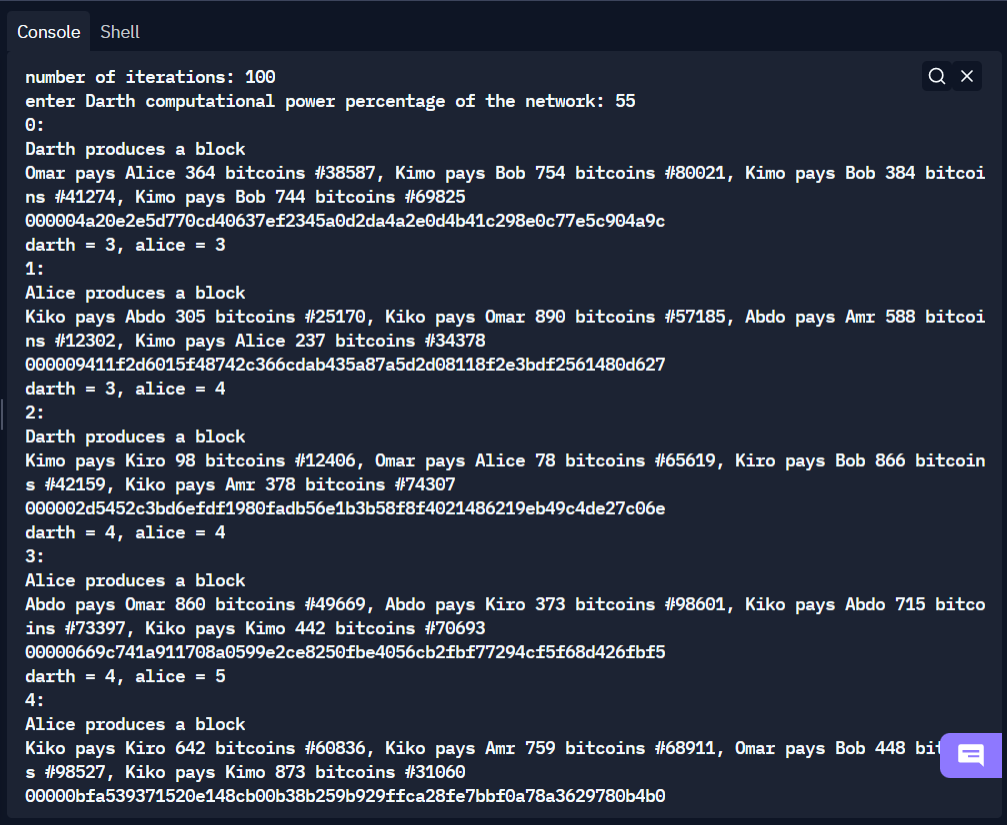 Console Shell
number of iterations: 100
enter Darth computational power percentage of the network: 55
0:
Darth produces a block
Omar pays Alice 364 bitcoins #38587, Kimo pays Bob 754 bitcoins #80021, Kimo pays Bob 384 bitcoi
ns #41274, Kimo pays Bob 744 bitcoins #69825
000004a20e2e5d770cd40637ef2345a0d2da4a2e0d4b41c298e0c77e5c904a9c
darth = 3, alice = 3
1:
Alice produces a block
Kiko pays Abdo 305 bitcoins #25170, Kiko pays Omar 890 bitcoins #57185, Abdo pays Amr 588 bitcoi
ns #12302, Kimo pays Alice 237 bitcoins #34378
000009411f2d6015f48742c366cdab435a87a5d2d08118f2e3bdf2561480d627
darth = 3, alice = 4
2:
Darth produces a block
Kimo pays Kiro 98 bitcoins #12406, Omar pays Alice 78 bitcoins #65619, Kiro pays Bob 866 bitcoin
s #42159, Kiko pays Amr 378 bitcoins #74307
000002d5452c3bd6efdf1980fadb56e1b3b58f8f4021486219eb49c4de27c06e
darth = 4, alice = 4
3:
Alice produces a block
Abdo pays Omar 860 bitcoins #49669, Abdo pays Kiro 373 bitcoins #98601, Kiko pays Abdo 715 bitco
ins #73397, Kiko pays Kimo 442 bitcoins #70693
00000669c741a911708a0599e2ce8250fbe4056cb2fbf77294cf5f68d426fbf5
darth = 4, alice = 5
4:
Alice produces a block
Kiko pays Kiro 642 bitcoins #60836, Kiko pays Amr 759 bitcoins #68911, Omar pays Bob 448
s #98527, Kiko pays Kimo 873 bitcoins #31060
00000bfa539371520e148cb00b38b259b929ffca28fe7bbf0a78a3629780b4b0